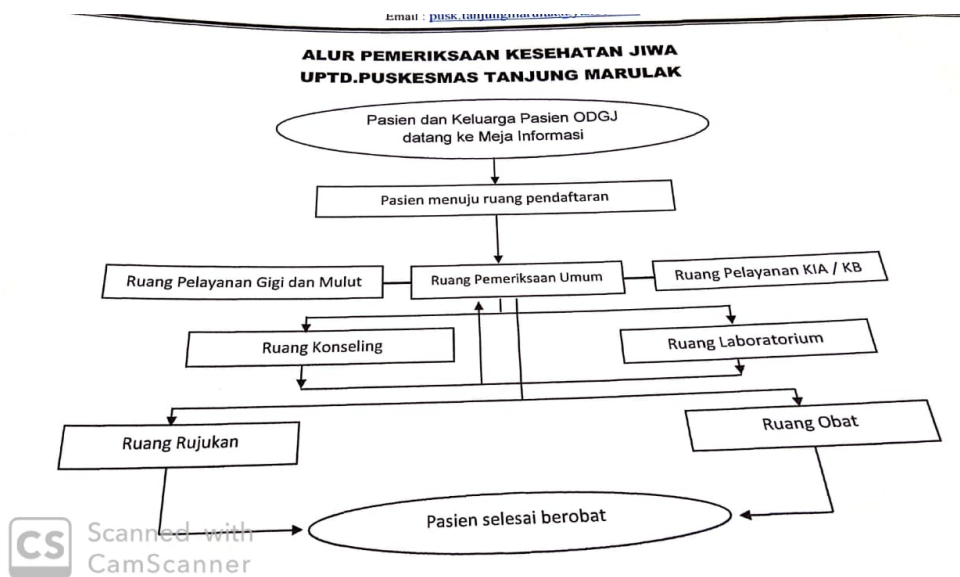 Email :
ALUR PEMERIKSAAN KESEHATAN JIWA
UPTD.PUSKESMAS TANJUNG MARULAK
Pasien dan Keluarga Pasien ODGJ
datang ke Meja Informasi
Pasien menuju ruang pendaftaran
Ruang Pelayanan Gigi dan Mulut
Ruang Pemeriksaan Umum
Ruang Pelayanan KIA / KB
Ruang Konseling
Ruang Laboratorium
Ruang Rujukan
Ruang Obat
Pasien selesai berobat
CS
Scanned with
CamScanner